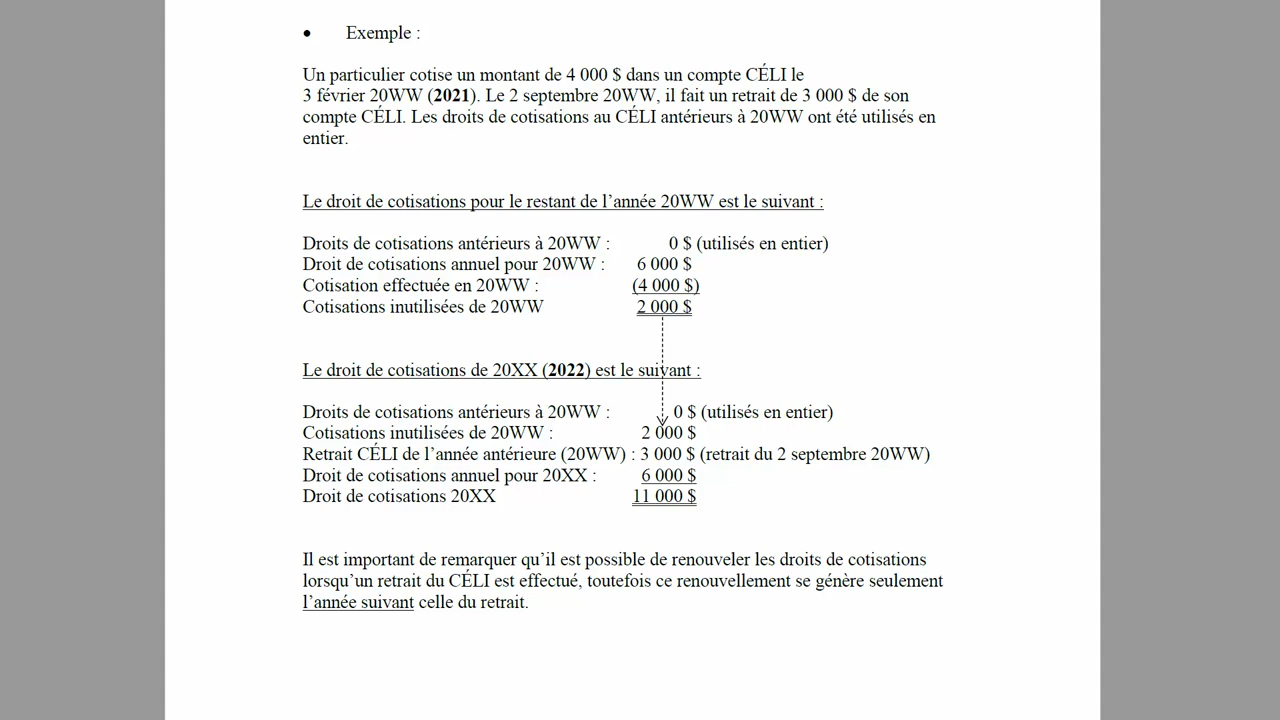 • Exemple :
Un particulier cotise un montant de 4 000 $ dans un compte CÉLI le
3 février 20WW (2021). Le 2 septembre 20WW, il fait un retrait de 3 000 $ de son
compte CÉLI. Les droits de cotisations au CÉLI antérieurs à 20WW ont été utilisés en
entier.
Le droit de cotisations pour le restant de l’année 20WW est le suivant :
Droits de cotisations antérieurs à 20WW : 0 $ (utilisés en entier)
Droit de cotisations annuel pour 20WW : 6 000 $
Cotisation effectuée en 20WW : (4 000 $)
Cotisations inutilisées de 20WW 2 000 $
Le droit de cotisations de 20XX (2022) est le suivant :
Droits de cotisations antérieurs à 20WW : 0 $ (utilisés en entier)
Cotisations inutilisées de 20WW : 2 000 $
Retrait CÉLI de l’année antérieure (20WW) : 3 000 $ (retrait du 2 septembre 20WW)
Droit de cotisations annuel pour 20XX : 6 000 $
Droit de cotisations 20XX 11 000 $
Il est important de remarquer qu’il est possible de renouveler les droits de cotisations
lorsqu’un retrait du CÉLI est effectué, toutefois ce renouvellement se génère seulement
l’année suivant celle du retrait.